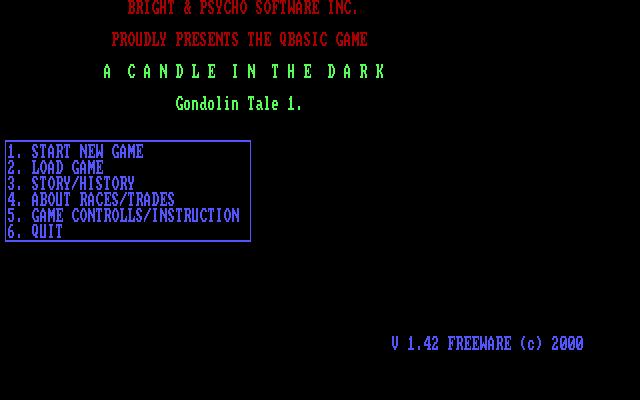 BRIGHT & PSYCHO SOFTWARE INC.
PROUDLY PRESENTS THE QBASIC GAME
A C A N D L E I N T H E D A R K
Gondolin Tale 1.
1. START NEW GAME
2. LOAD GAME
3. STORY/HISTORY
4. ABOUT RACES/TRADES
5. GAME CONTROLLS/INSTRUCTION
6. QUIT
V 1.42 FREEWARE (c) 2000